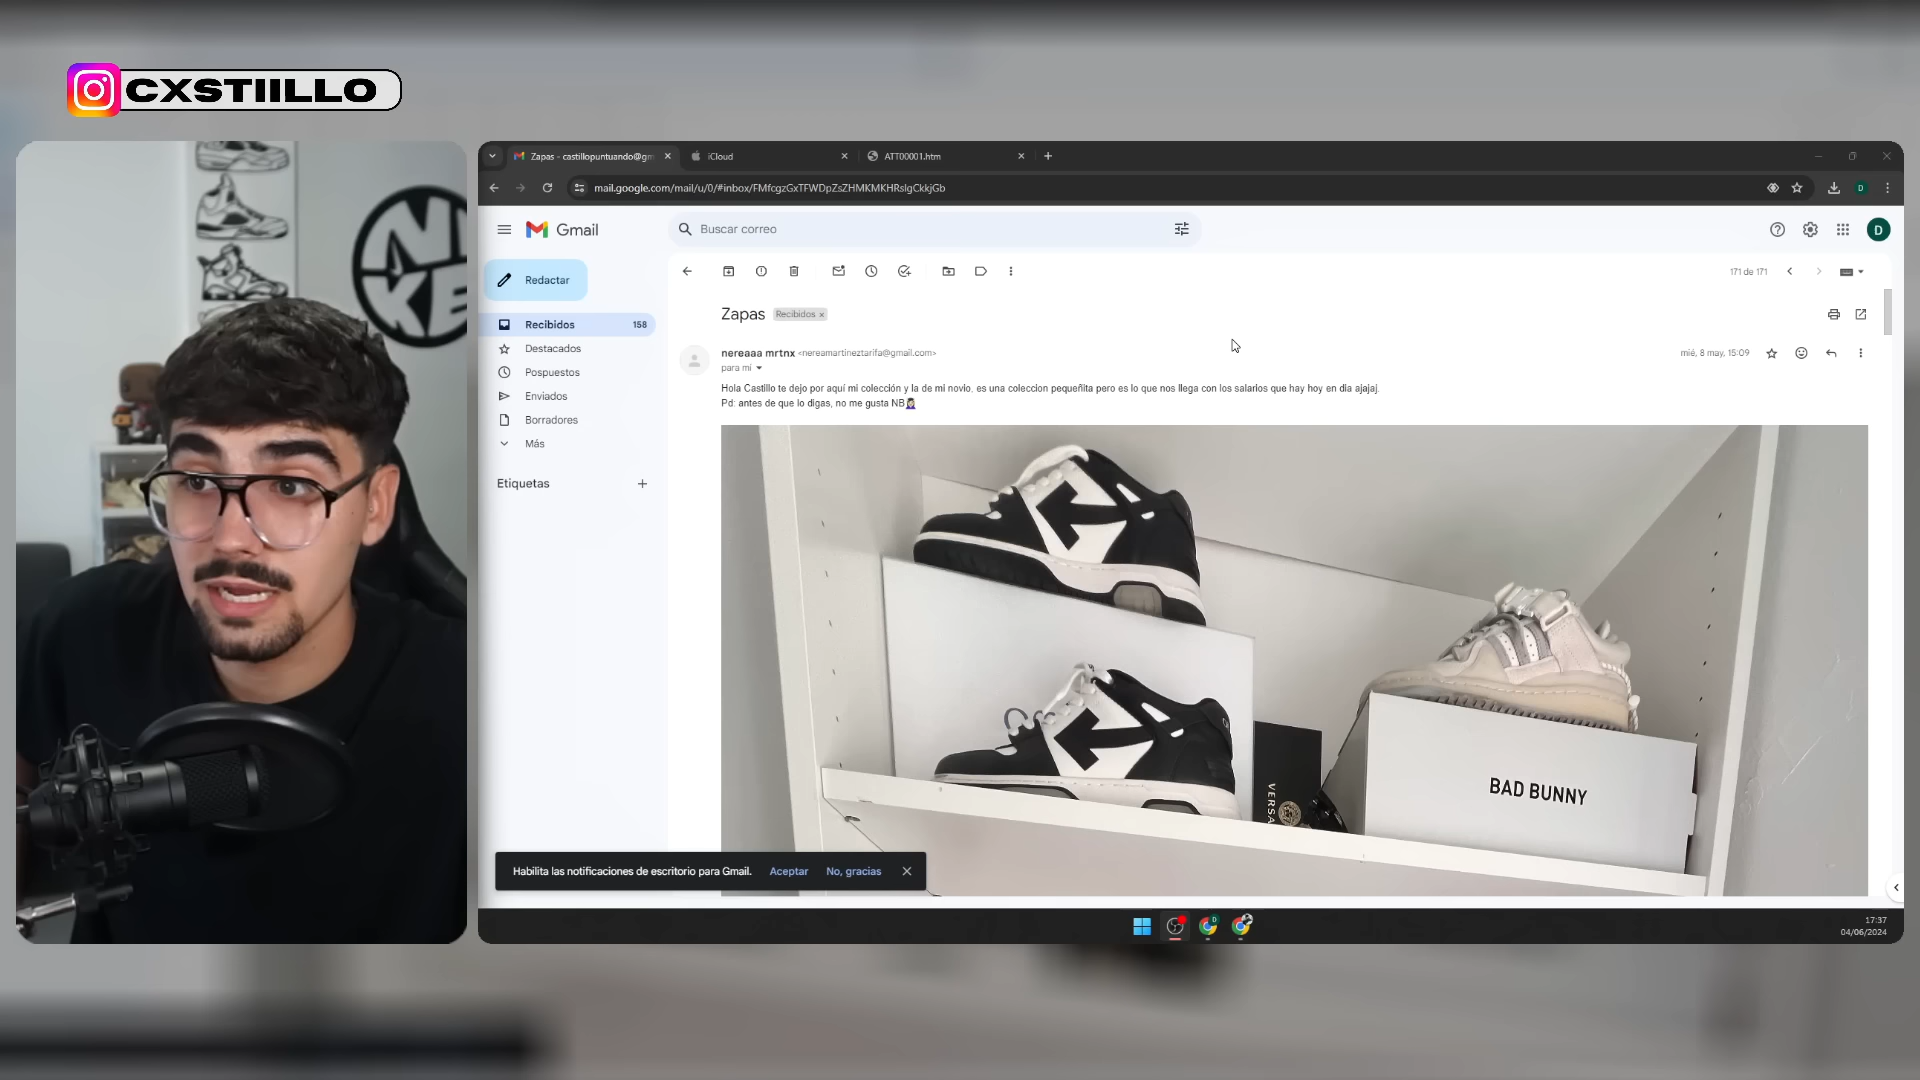 CXSTIILLO
Zapas - castillopuntuando@gm
iCloud
ATT00001.htm
mail.google.com/mail/u/0/#inbox/FMfcgzGxTFWDpZsZHMKMKHRslgCkkjGb
D
Gmail
Buscar correo
D
Redactar
171 de 171
Zapas
Recibidos x
Recibidos
158
Destacados
nereaaa mrtnx <nereamartineztarifa@gmail.com>
mié, 8 may, 15:09
Pospuestos
para mí
Hola Castillo te dejo por aquí mi colección y la de mi novio, es una coleccion pequeñita pero es lo que nos llega con los salarios que hay hoy en dia ajajaj.
Enviados
Pd: antes de que lo digas, no me gusta NB🤦🏻‍♀️
Borradores
Más
Etiquetas
BAD BUNNY
VERSA
Habilita las notificaciones de escritorio para Gmail.
Aceptar
No, gracias
17:37
04/06/2024